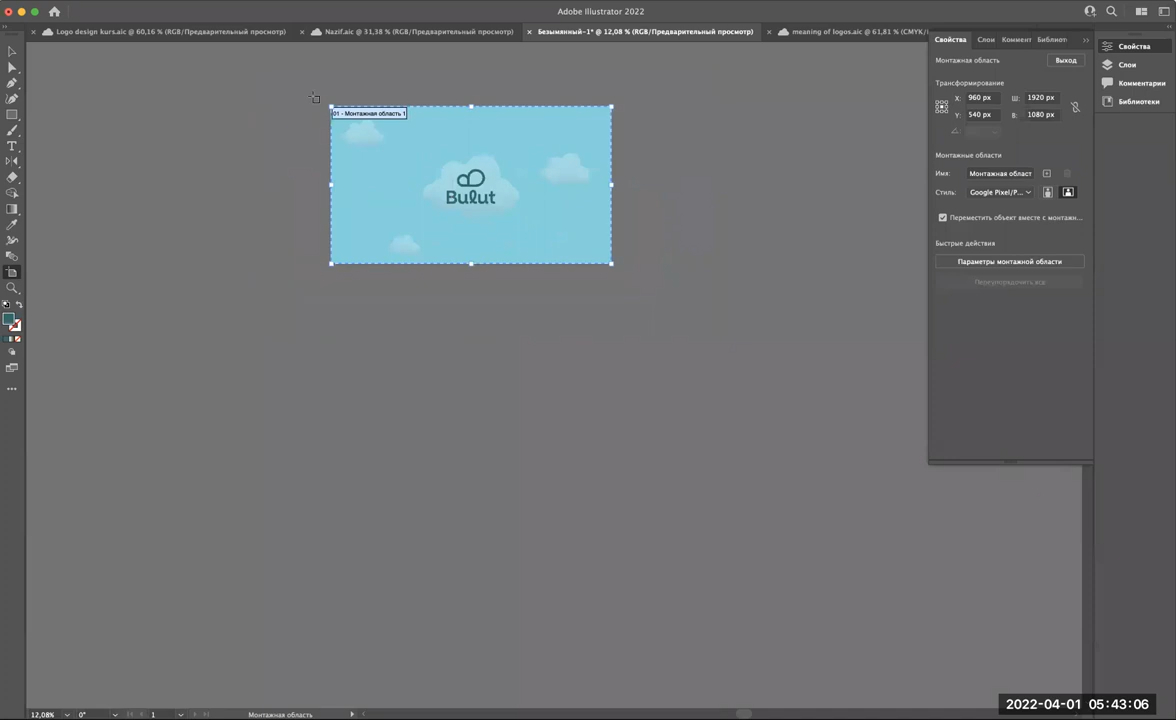 Adobe Illustrator 2022
Logo design kurs.aic @ 60,16 % (RGB/Предварительный просмотр)
Nazif.aic @ 31,38 % (RGB/Предварительный просмотр)
Безымянный-1* @ 12,08 % (RGB/Предварительный просмотр)
meaning of logos.aic @ 61,81 % (CMYK/
Свойства
Слои
Коммент
Библиот
Свойства
Слои
Комментарии
Библиотеки
Монтажная область
Выход
Трансформирование
X: 960 px
Ш: 1920 px
Y: 540 px
В: 1080 px
Монтажные области
Имя: Монтажная област
Стиль: Google Pixel/P...
Переместить объект вместе с монтажн...
Быстрые действия
Параметры монтажной области
Переупорядочить все
01 - Монтажная область 1
Bulut
12,08%
0°
1
Монтажная область
2022-04-01 05:43:06